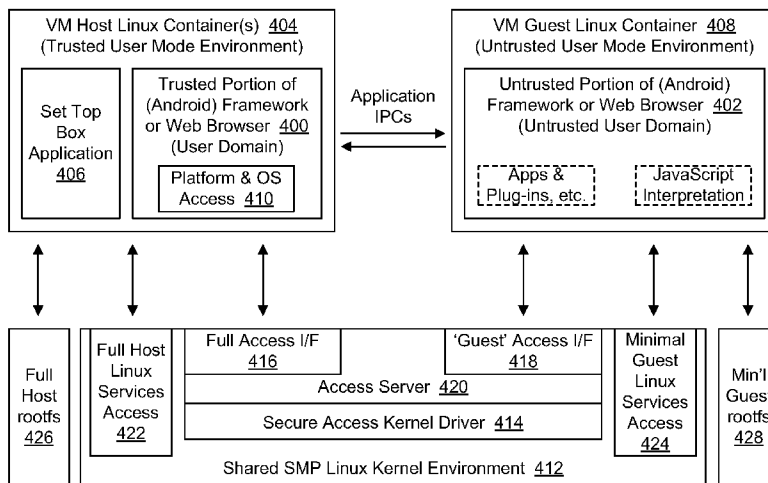 VM Host Linux Container(s) 404
(Trusted User Mode Environment)
Set Top
Box
Application
406
Trusted Portion of
(Android) Framework
or Web Browser 400
(User Domain)
Platform & OS
Access 410
Application
IPCs
VM Guest Linux Container 408
(Untrusted User Mode Environment)
Untrusted Portion of (Android)
Framework or Web Browser 402
(Untrusted User Domain)
Apps &
Plug-ins, etc.
JavaScript
Interpretation
Full
Host
rootfs
426
Full Host
Linux
Services
Access
422
Full Access I/F
416
'Guest' Access I/F
418
Access Server 420
Secure Access Kernel Driver 414
Minimal
Guest
Linux
Services
Access
424
Min'l
Guest
rootfs
428
Shared SMP Linux Kernel Environment 412